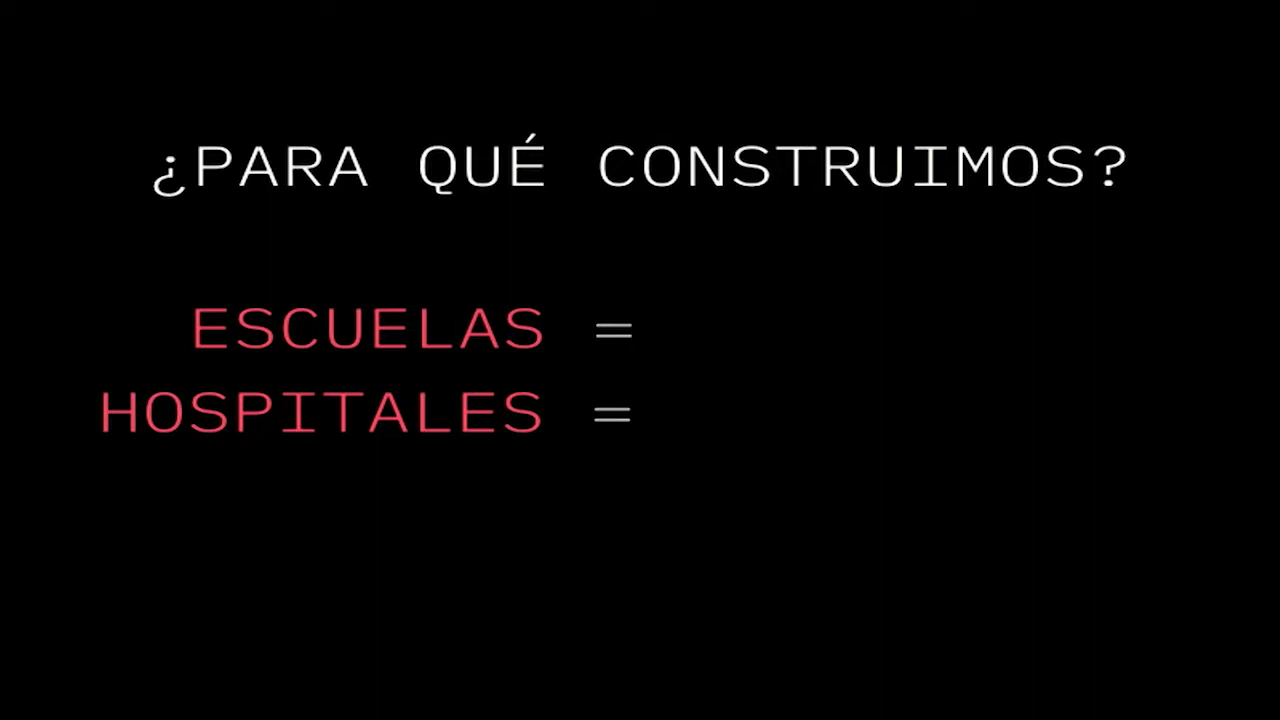 ¿PARA QUÉ CONSTRUIMOS?
ESCUELAS =
HOSPITALES =